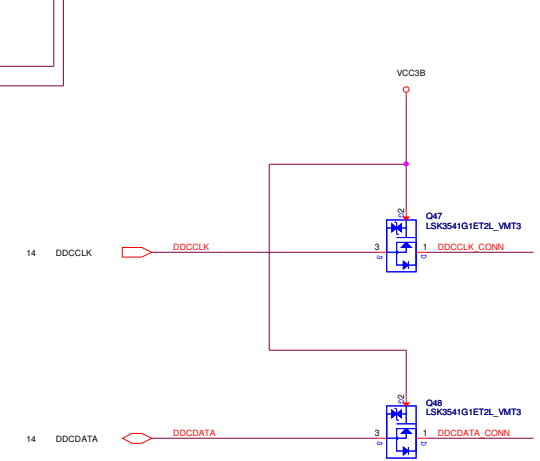 VCC3B
2
G
Q47
LSK3541G1ET2L_VMT3
14 DDCCLK DDCCLK 3 1 DDCCLK_CONN
S D
2
G
Q48
LSK3541G1ET2L_VMT3
14 DDCDATA DDCDATA 3 1 DDCDATA_CONN
S D